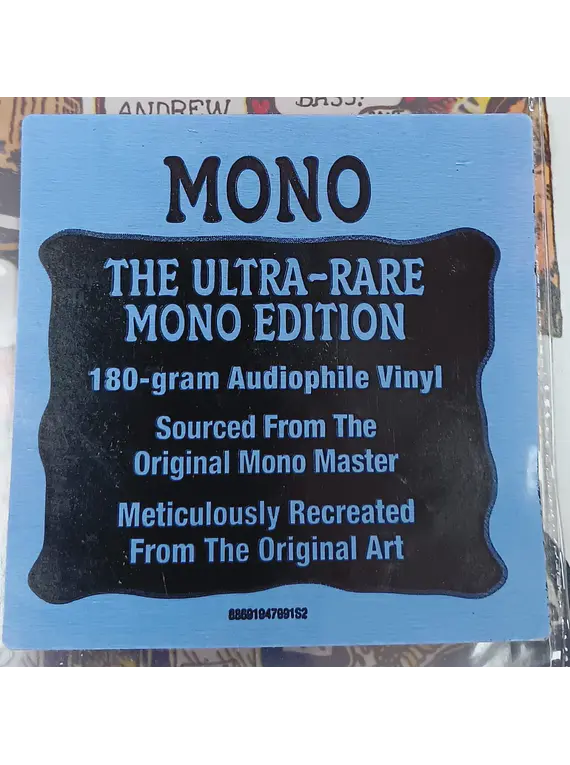 ANDREW
BASS!
MONO
THE ULTRA-RARE
MONO EDITION
180-gram Audiophile Vinyl
Sourced From The
Original Mono Master
Meticulously Recreated
From The Original Art
88691947091S2